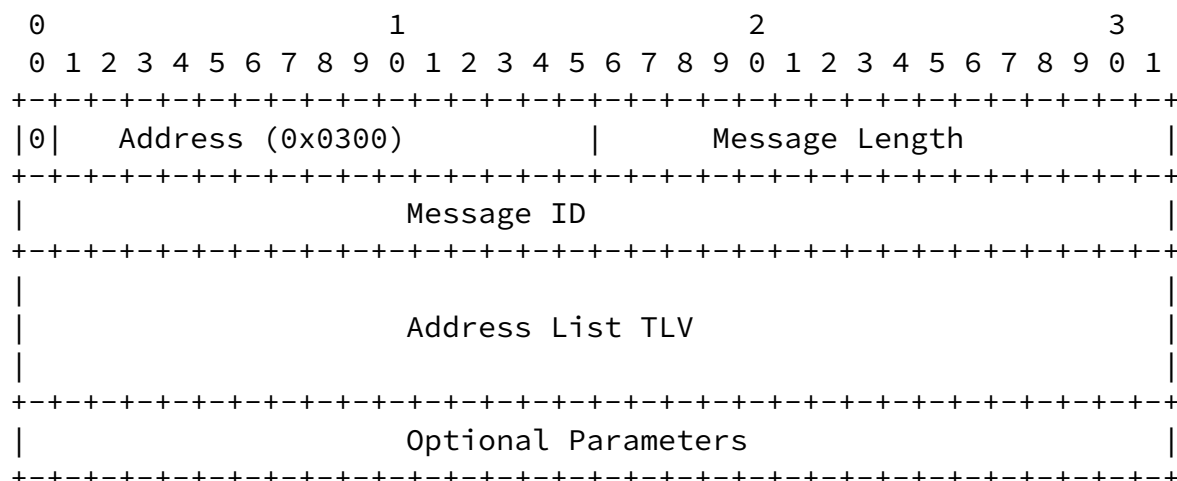 0                   1                   2                   3
 0 1 2 3 4 5 6 7 8 9 0 1 2 3 4 5 6 7 8 9 0 1 2 3 4 5 6 7 8 9 0 1
+-+-+-+-+-+-+-+-+-+-+-+-+-+-+-+-+-+-+-+-+-+-+-+-+-+-+-+-+-+-+-+-+
|0|   Address (0x0300)          |      Message Length           |
+-+-+-+-+-+-+-+-+-+-+-+-+-+-+-+-+-+-+-+-+-+-+-+-+-+-+-+-+-+-+-+-+
|                     Message ID                                |
+-+-+-+-+-+-+-+-+-+-+-+-+-+-+-+-+-+-+-+-+-+-+-+-+-+-+-+-+-+-+-+-+
|                                                               |
|                     Address List TLV                          |
|                                                               |
+-+-+-+-+-+-+-+-+-+-+-+-+-+-+-+-+-+-+-+-+-+-+-+-+-+-+-+-+-+-+-+-+
|                     Optional Parameters                       |
+-+-+-+-+-+-+-+-+-+-+-+-+-+-+-+-+-+-+-+-+-+-+-+-+-+-+-+-+-+-+-+-+